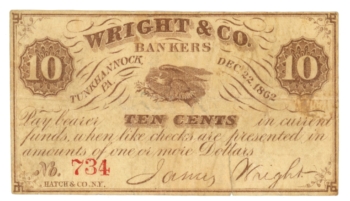 WRIGHT & CO.
BANKERS
10 TUNKHANNOCK PA DEC. 22, 1862 10
Pay bearer TEN CENTS in current
funds, when like checks are presented in
amounts of one or more Dollars
No. 734 James Wright
HATCH & CO. N.Y.